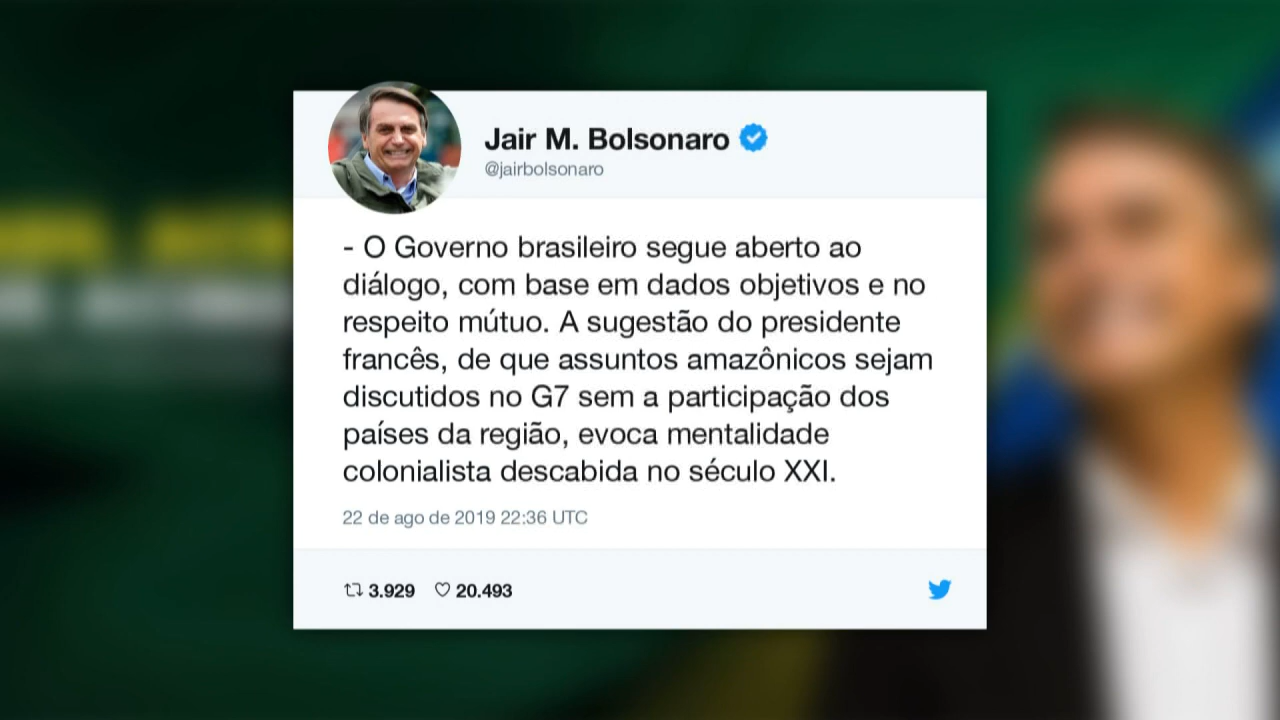 Jair M. Bolsonaro
@jairbolsonaro
- O Governo brasileiro segue aberto ao
diálogo, com base em dados objetivos e no
respeito mútuo. A sugestão do presidente
francês, de que assuntos amazônicos sejam
discutidos no G7 sem a participação dos
países da região, evoca mentalidade
colonialista descabida no século XXI.
22 de ago de 2019 22:36 UTC
3.929 20.493